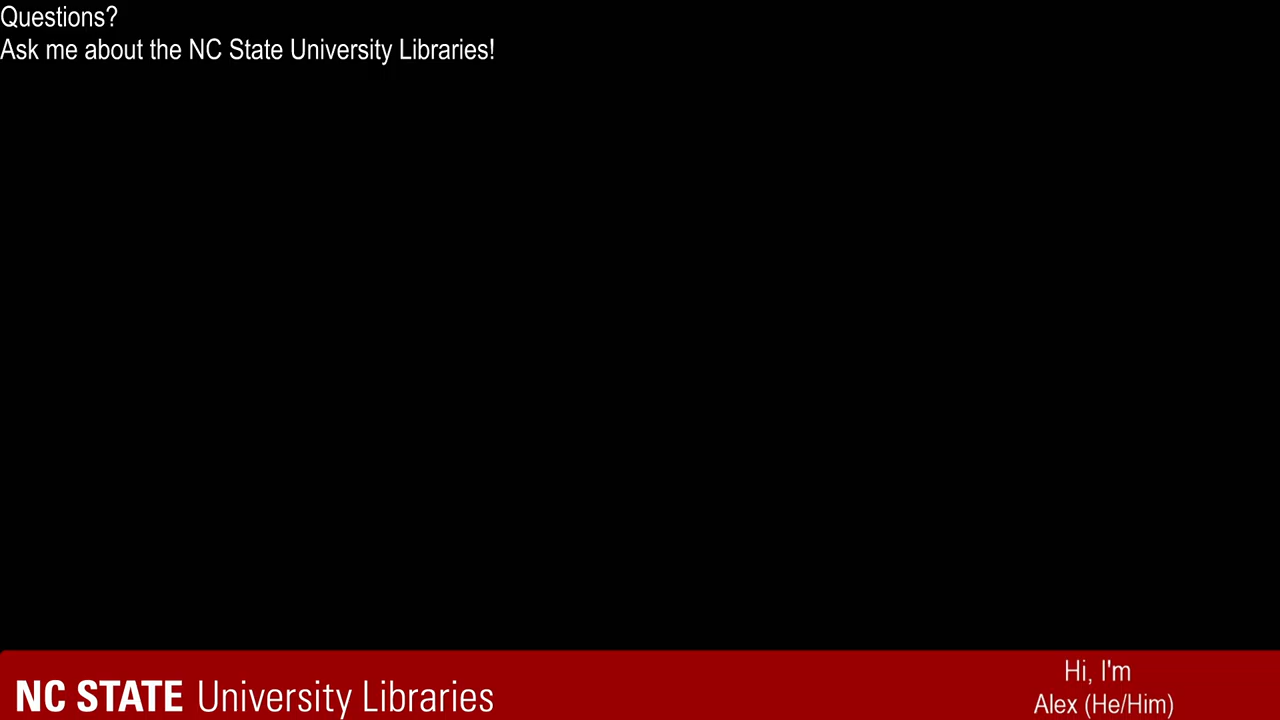 Questions?
Ask me about the NC State University Libraries!
NC STATE University Libraries
Hi, I'm
Alex (He/Him)